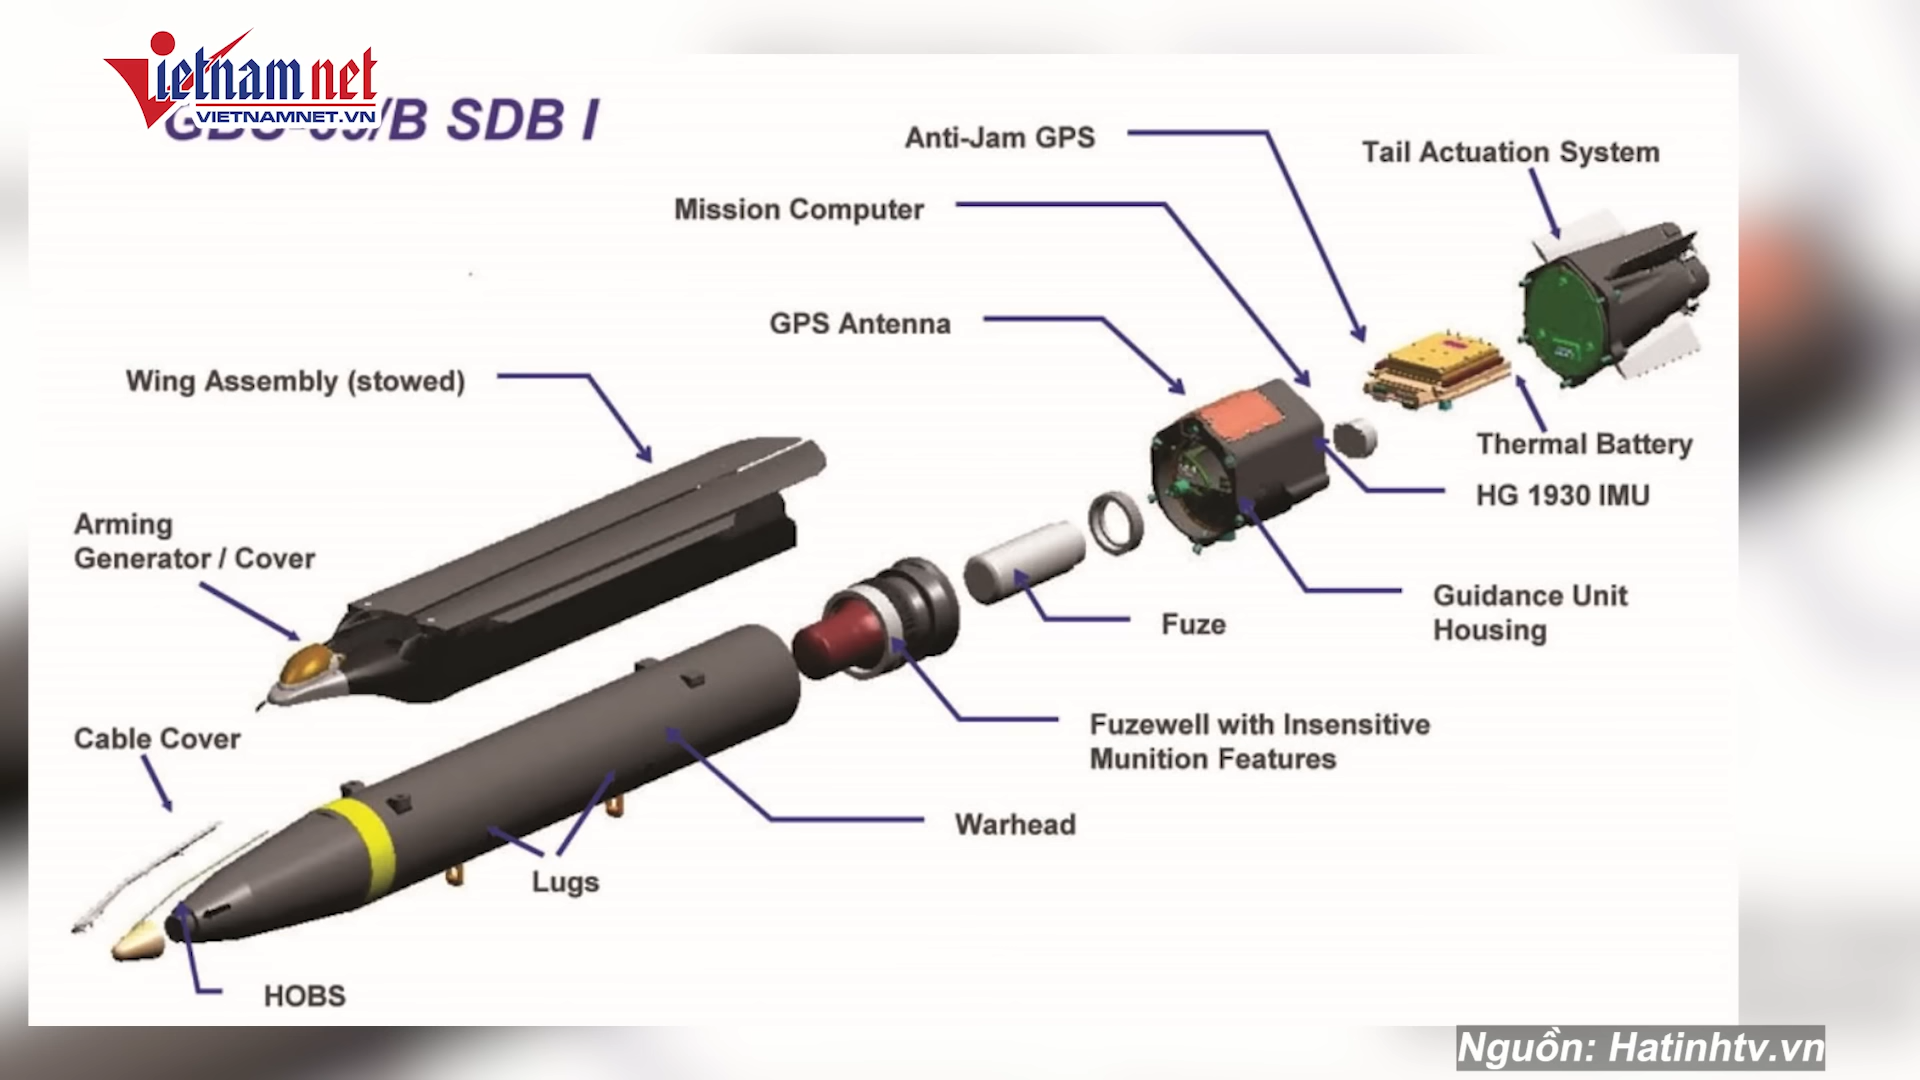 Vietnamnet
VIETNAMNET.VN
/B SDB I
Anti-Jam GPS
Tail Actuation System
Mission Computer
GPS Antenna
Wing Assembly (stowed)
Thermal Battery
HG 1930 IMU
Arming
Generator / Cover
Guidance Unit
Housing
Fuze
Fuzewell with Insensitive
Munition Features
Cable Cover
Warhead
Lugs
HOBS
Nguồn: Hatinhtv.vn